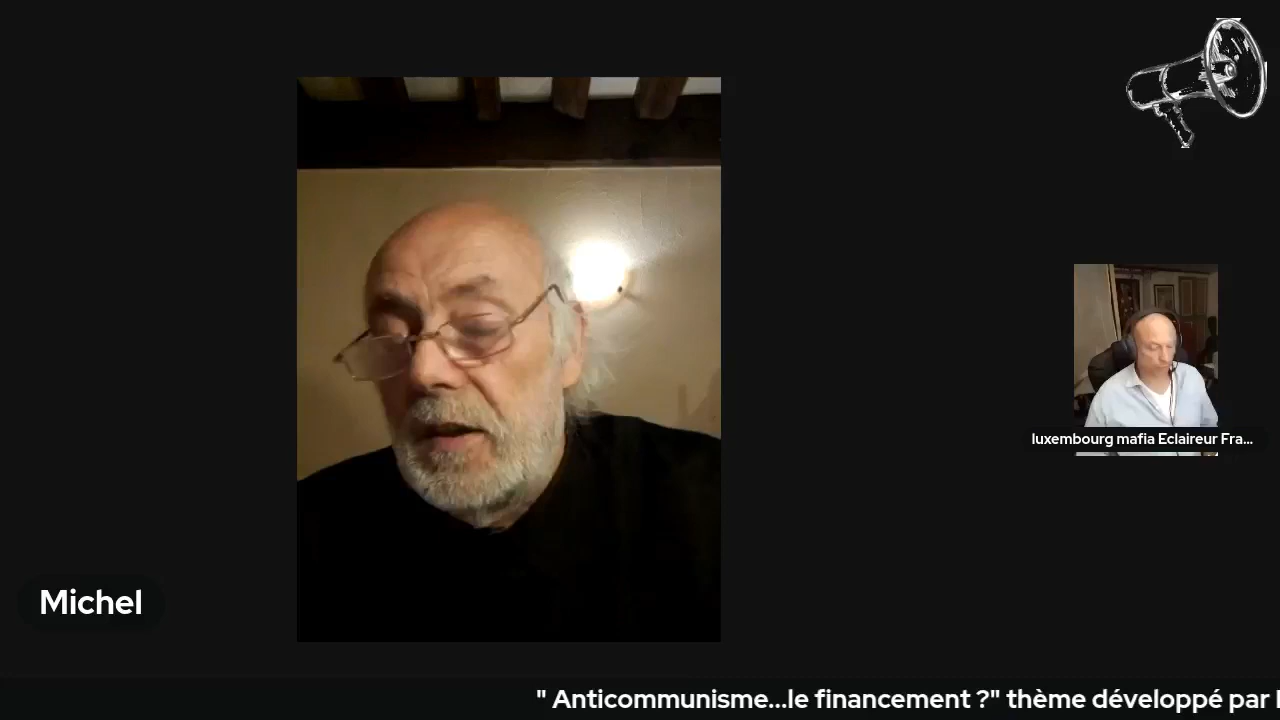 luxembourg mafia Eclaireur Fra...
Michel
" Anticommunisme...le financement ?" thème développé par